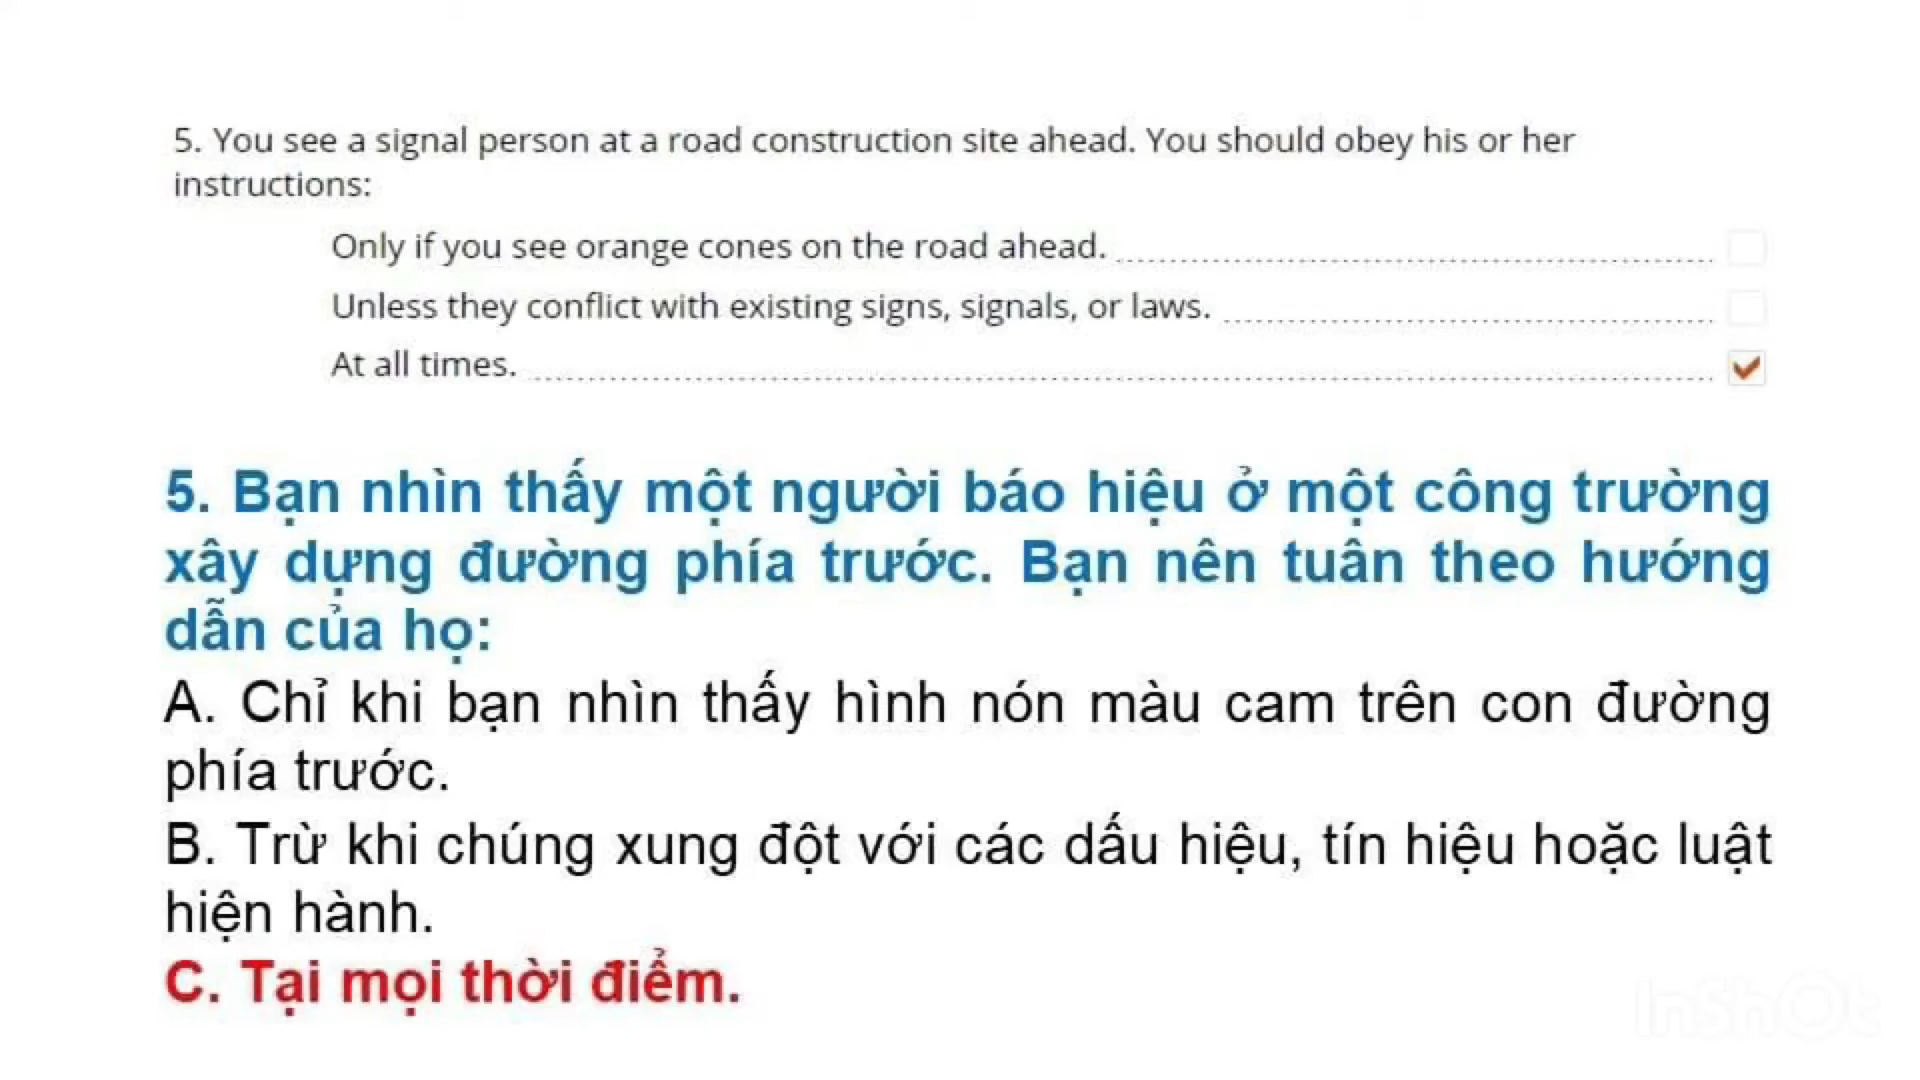 5. You see a signal person at a road construction site ahead. You should obey his or her
instructions:
Only if you see orange cones on the road ahead.
Unless they conflict with existing signs, signals, or laws.
At all times.
5. Bạn nhìn thấy một người báo hiệu ở một công trường
xây dựng đường phía trước. Bạn nên tuân theo hướng
dẫn của họ:
A. Chỉ khi bạn nhìn thấy hình nón màu cam trên con đường
phía trước.
B. Trừ khi chúng xung đột với các dấu hiệu, tín hiệu hoặc luật
hiện hành.
C. Tại mọi thời điểm.
InShOt